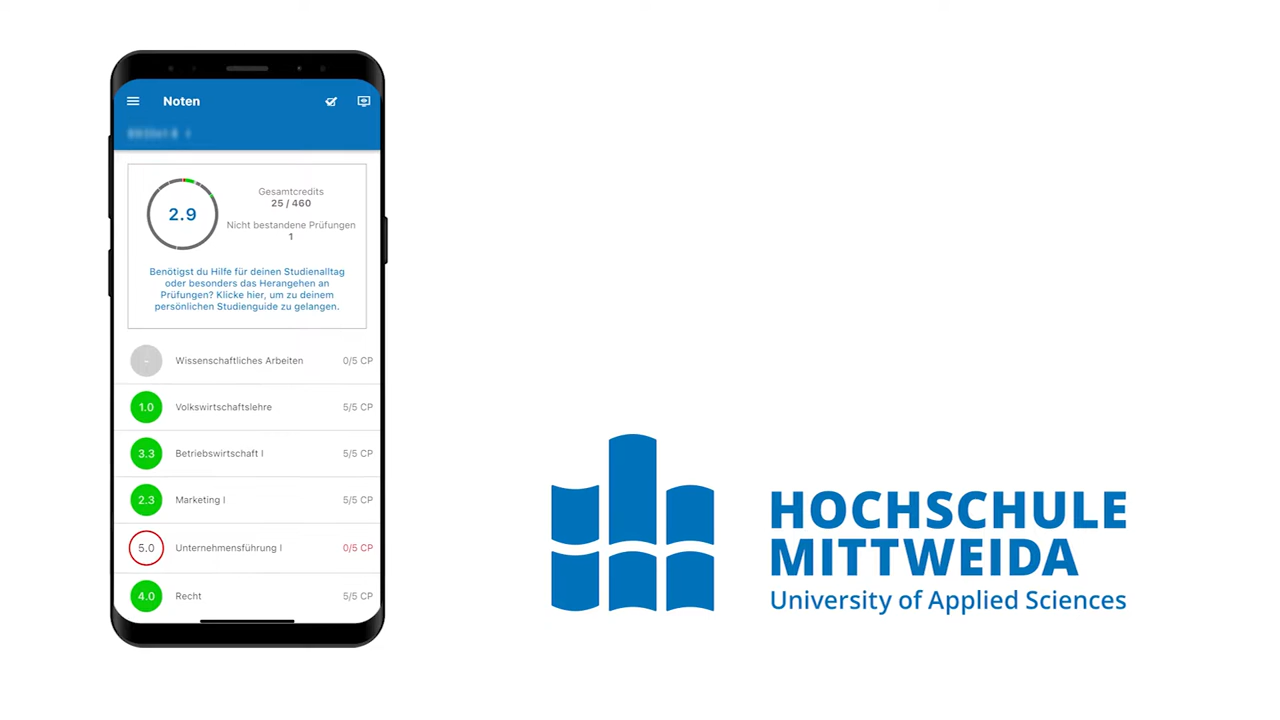 Noten
2.9
Gesamtcredits
25 / 460
Nicht bestandene Prüfungen
1
Benötigst du Hilfe für deinen Studienalltag
oder besonders das Herangehen an
Prüfungen? Klicke hier, um zu deinem
persönlichen Studienguide zu gelangen.
- Wissenschaftliches Arbeiten 0/5 CP
1.0 Volkswirtschaftslehre 5/5 CP
3.3 Betriebswirtschaft I 5/5 CP
2.3 Marketing I 5/5 CP
5.0 Unternehmensführung I 0/5 CP
4.0 Recht 5/5 CP
HOCHSCHULE
MITTWEIDA
University of Applied Sciences